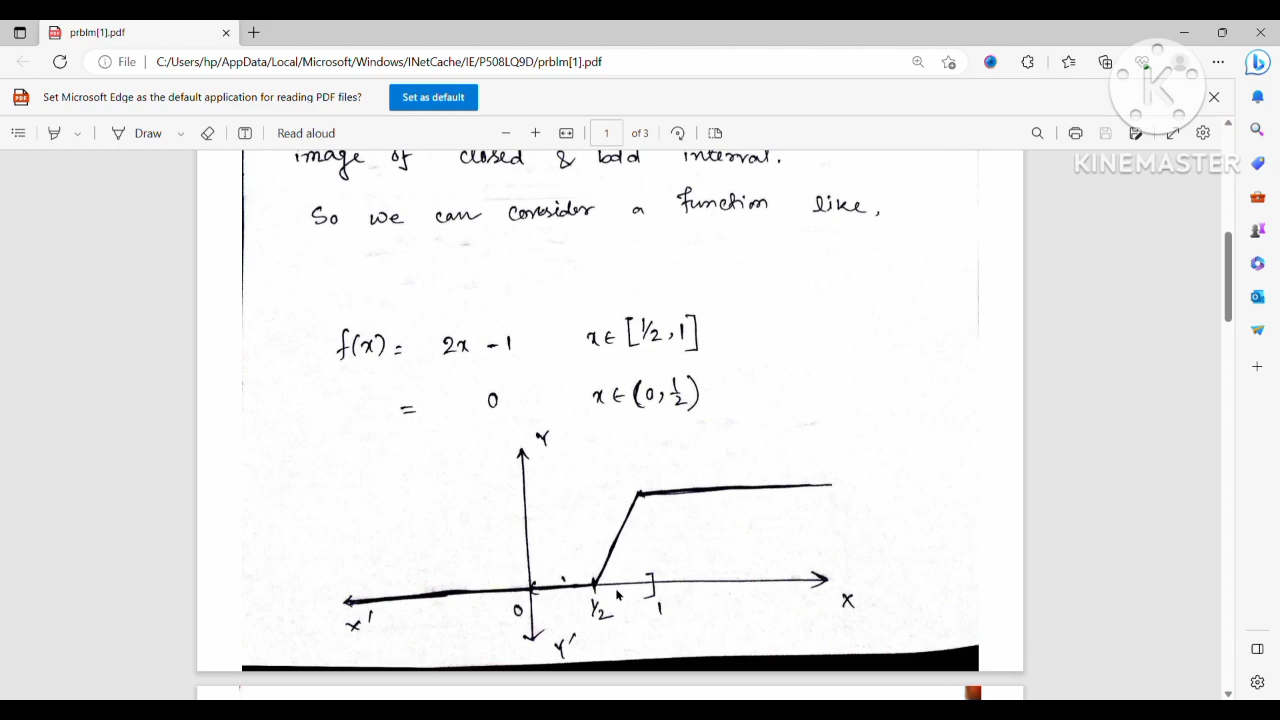 prblm[1].pdf
File C:/Users/hp/AppData/Local/Microsoft/Windows/INetCache/IE/P508LQ9D/prblm[1].pdf
Set Microsoft Edge as the default application for reading PDF files? Set as default
Draw Read aloud 1 of 3
K
KINEMASTER
image of closed & bdd interval.
So we can consider a function like,
f(x) = 2x - 1 x ∈ [1/2, 1]
= 0 x ∈ (0, 1/2)
Y
0 1/2 1 X
X'
Y'